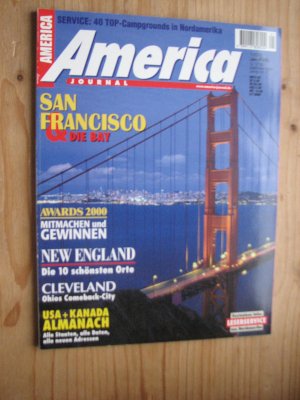 SERVICE: 40 TOP-Campgrounds in Nordamerika
AMERICA
America
JOURNAL
SAN
FRANCISCO
& DIE BAY
AWARDS 2000
MITMACHEN und
GEWINNEN
NEW ENGLAND
Die 10 schönsten Orte
CLEVELAND
Ohios Comeback-City
USA + KANADA
ALMANACH
Alle Staaten, alle Daten,
alle neuen Adressen
LESERSERVICE